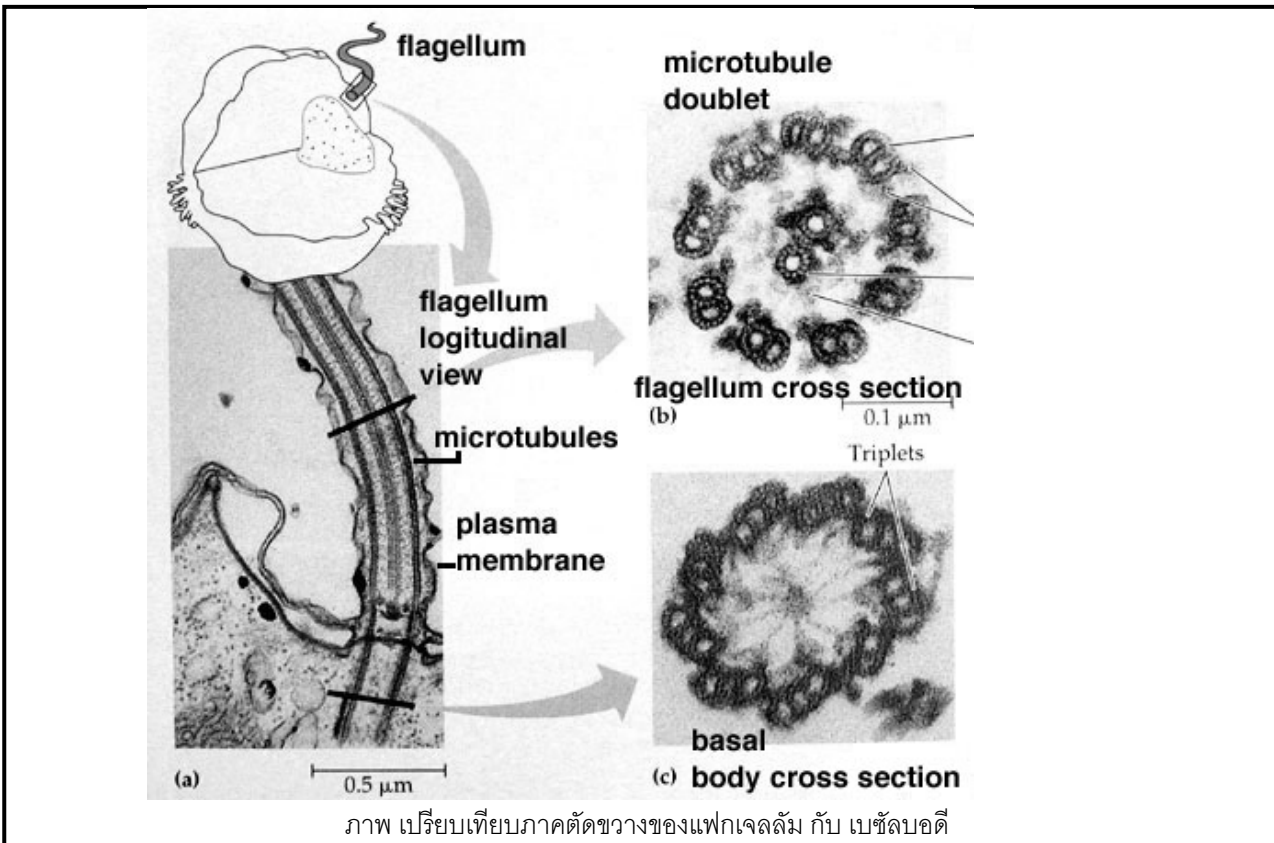 flagellum
microtubule
doublet
flagellum
logitudinal
view
flagellum cross section
(b)
0.1 µm
microtubules
Triplets
plasma
membrane
(a)
0.5 µm
basal
(c) body cross section
ภาพ เปรียบเทียบภาคตัดขวางของแฟกเจลลัม กับ เบซัลบอดี